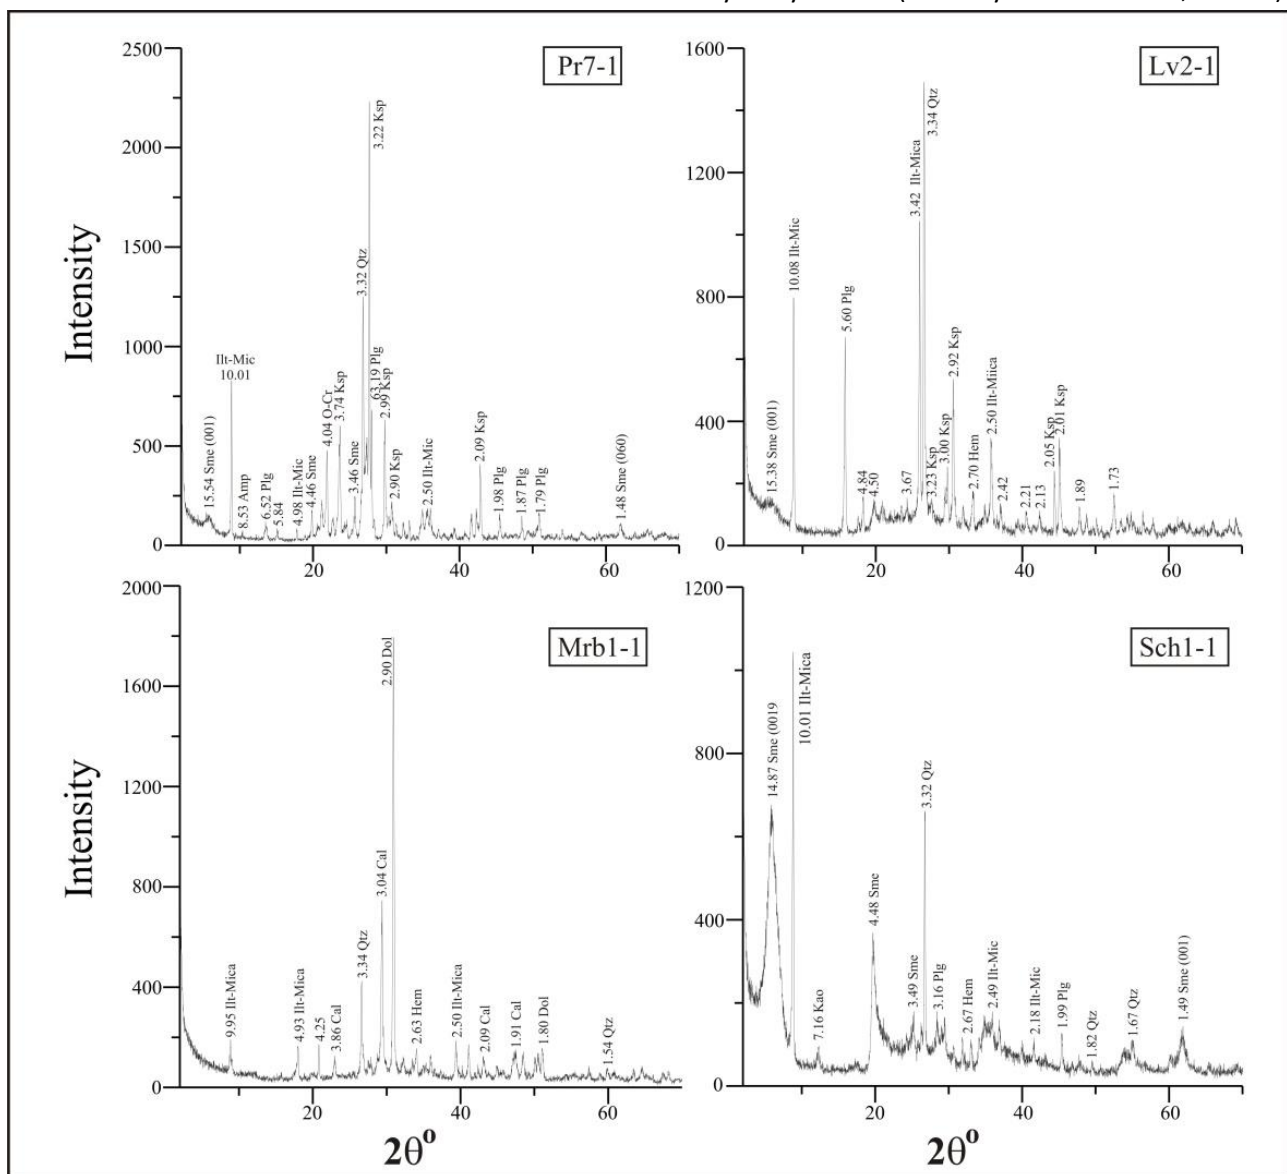 Pr7-1
Intensity
2500
2000
1500
1000
500
0
20
40
60
15.54 Sme (001)
Ilt-Mic
10.01
8.53 Amp
6.52 Plg
5.84
4.98 Ilt-Mic
4.46 Sme
4.04 O-Cr
3.74 Ksp
3.46 Sme
3.32 Qtz
3.22 Ksp
63.19 Plg
2.99 Ksp
2.90 Ksp
2.50 Ilt-Mic
2.09 Ksp
1.98 Plg
1.87 Plg
1.79 Plg
1.48 Sme (060)
Lv2-1
1600
1200
800
400
0
20
40
60
15.38 Sme (001)
10.08 Ilt-Mic
5.60 Plg
4.84
4.50
3.67
3.42 Ilt-Mica
3.34 Qtz
3.23 Ksp
3.00 Ksp
2.92 Ksp
2.70 Hem
2.50 Ilt-Miica
2.42
2.21
2.13
2.05 Ksp
2.01 Ksp
1.89
1.73
Mrb1-1
Intensity
2000
1600
1200
800
400
0
20
40
60
2θ°
9.95 Ilt-Mica
4.93 Ilt-Mica
4.25
3.86 Cal
3.34 Qtz
3.04 Cal
2.90 Dol
2.63 Hem
2.50 Ilt-Mica
2.09 Cal
1.91 Cal
1.80 Dol
1.54 Qtz
Sch1-1
1200
800
400
0
20
40
60
2θ°
14.87 Sme (0019
10.01 Ilt-Mica
7.16 Kao
4.48 Sme
3.49 Sme
3.32 Qtz
3.16 Plg
2.67 Hem
2.49 Ilt-Mic
2.18 Ilt-Mic
1.99 Plg
1.82 Qtz
1.67 Qtz
1.49 Sme (001)